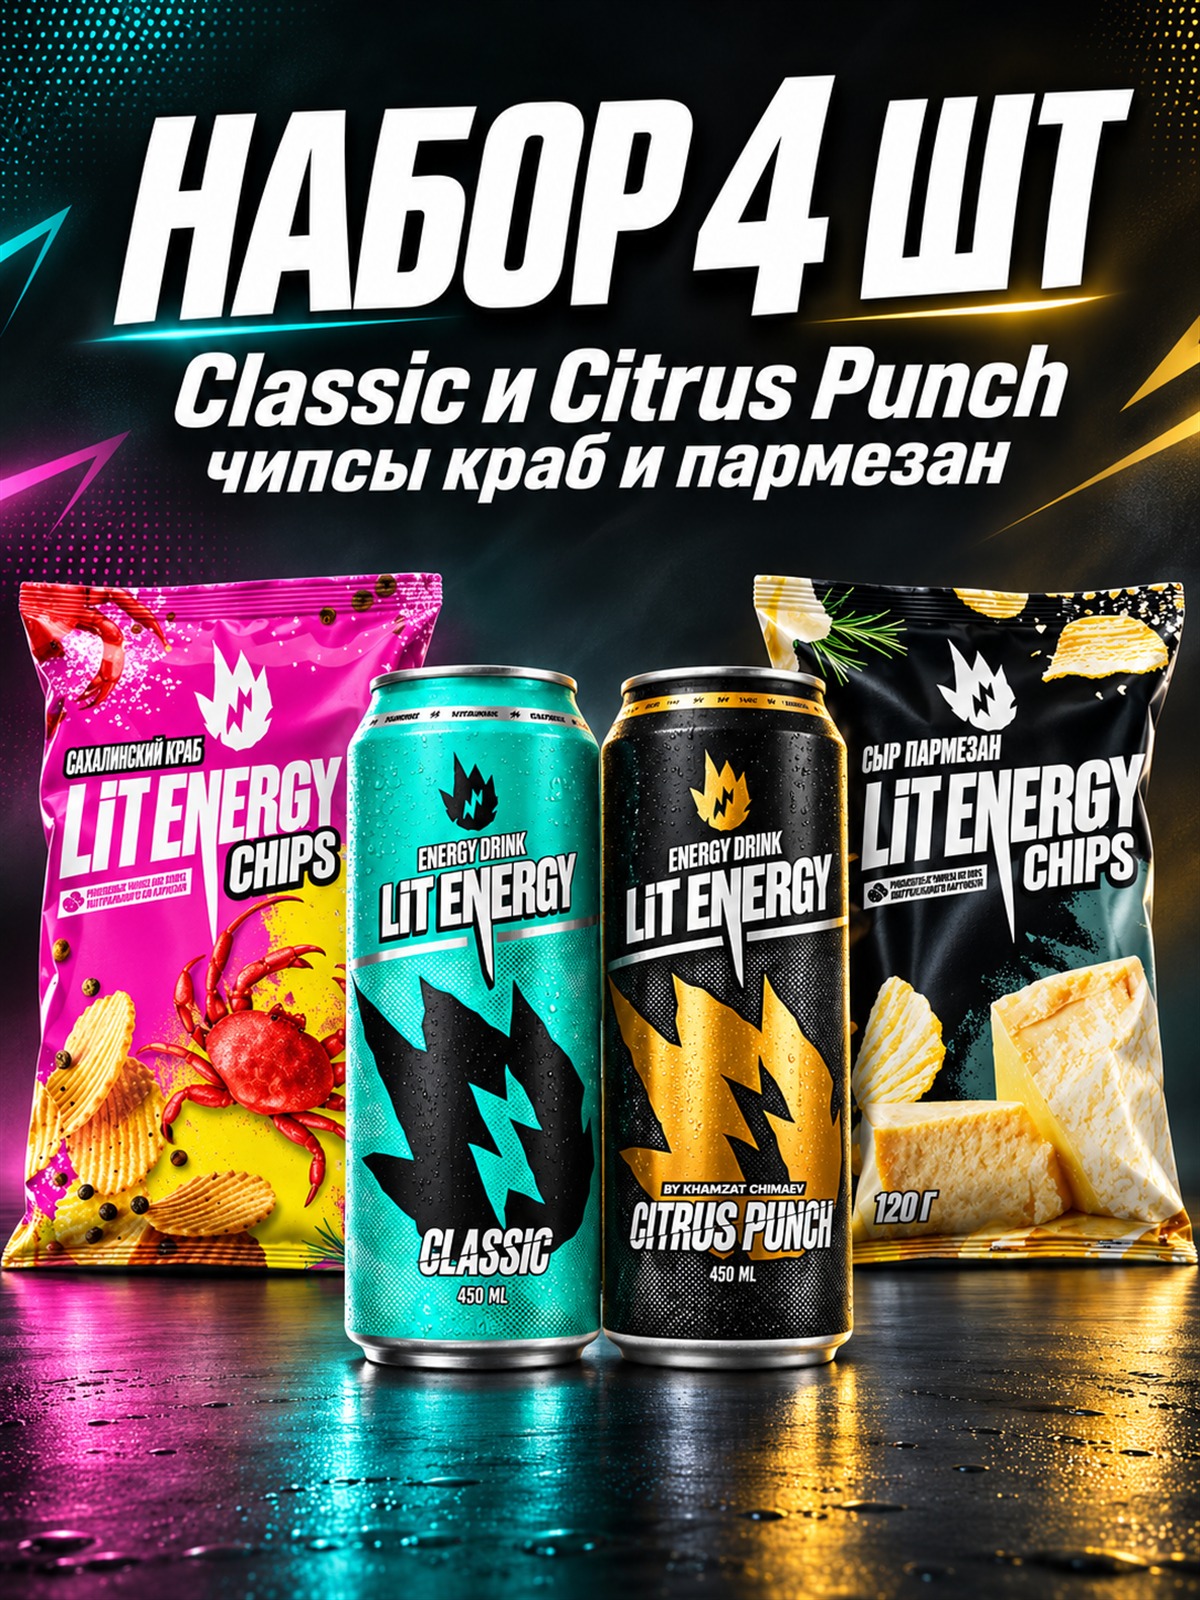 НАБОР 4 ШТ
Classic и Citrus Punch
чипсы краб и пармезан
САХАЛИНСКИЙ КРАБ
LiT ENERGY
CHIPS
ENERGY DRINK
LiT ENERGY
CLASSIC
450 ML
ENERGY DRINK
LiT ENERGY
BY KHAMZAT CHIMAEV
CITRUS PUNCH
450 ML
СЫР ПАРМЕЗАН
LiT ENERGY
CHIPS
120 Г